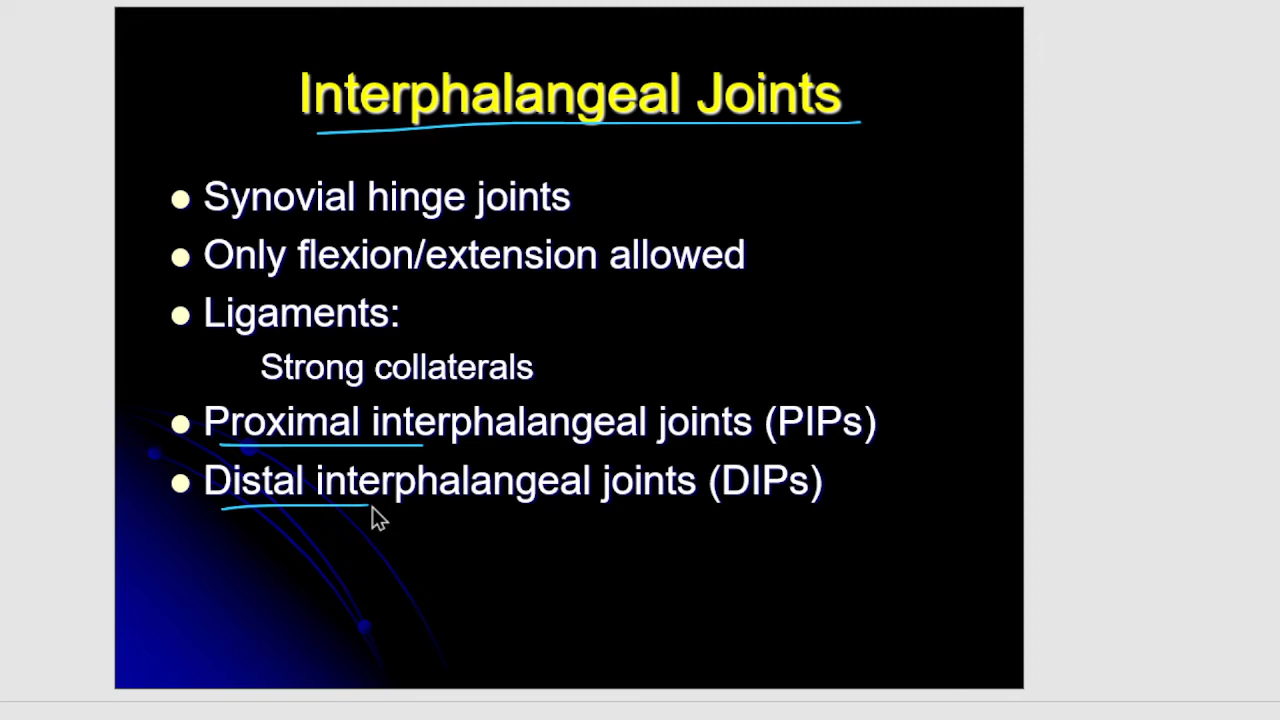 Interphalangeal Joints
Synovial hinge joints
Only flexion/extension allowed
Ligaments:
Strong collaterals
Proximal interphalangeal joints (PIPs)
Distal interphalangeal joints (DIPs)